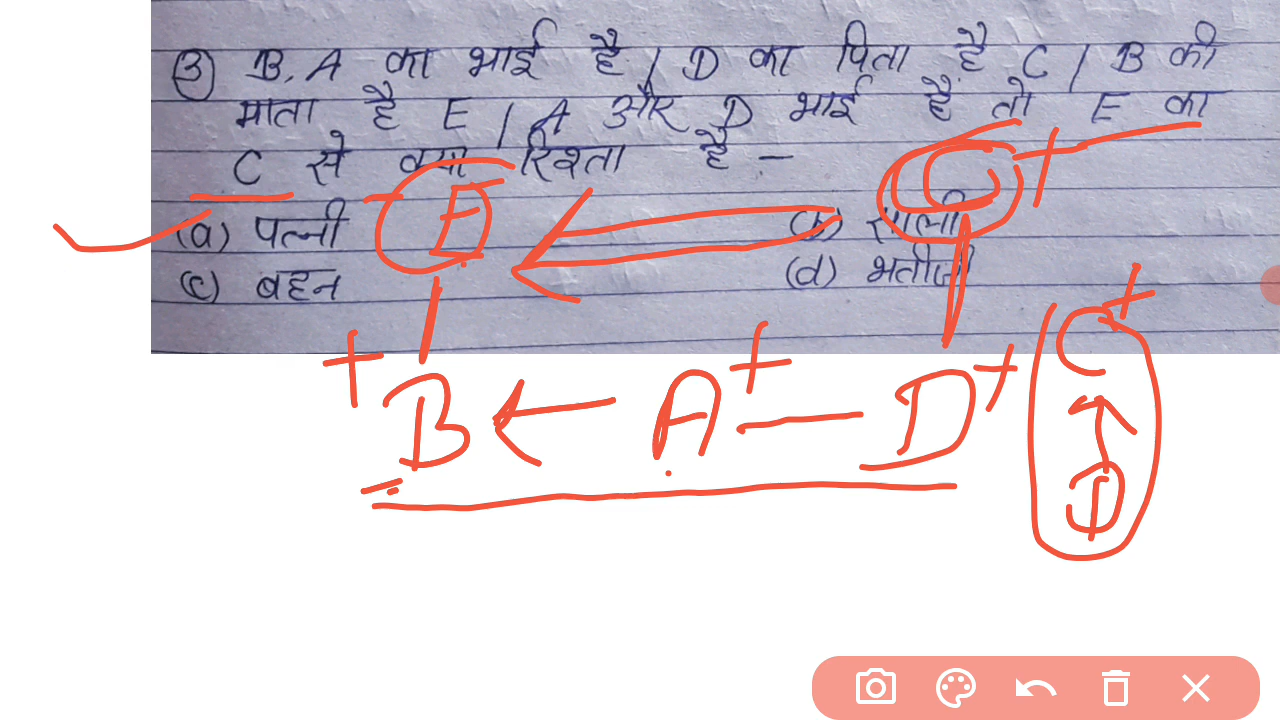 (3) B, A का भाई है / D का पिता है C / B की
माता है E / A और D भाई है तो E का
C से क्या रिश्ता है -
(a) पत्नी (b) साली
(c) बहन (d) भतीजी
E C
B A D
C
D